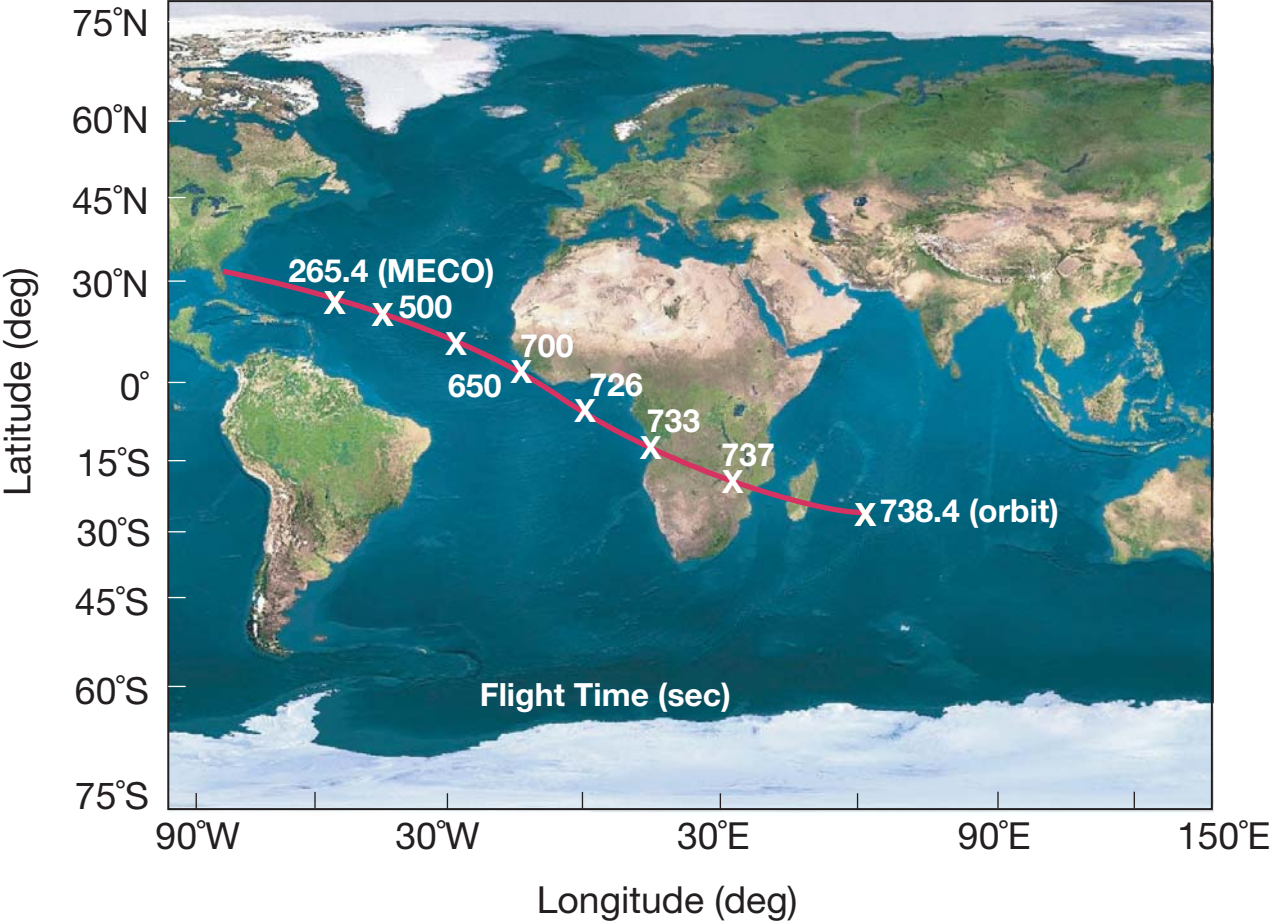 75°N
60°N
45°N
30°N
0°
15°S
30°S
45°S
60°S
75°S
Latitude (deg)
265.4 (MECO)
500
650
700
726
733
737
738.4 (orbit)
Flight Time (sec)
90°W
30°W
30°E
90°E
150°E
Longitude (deg)